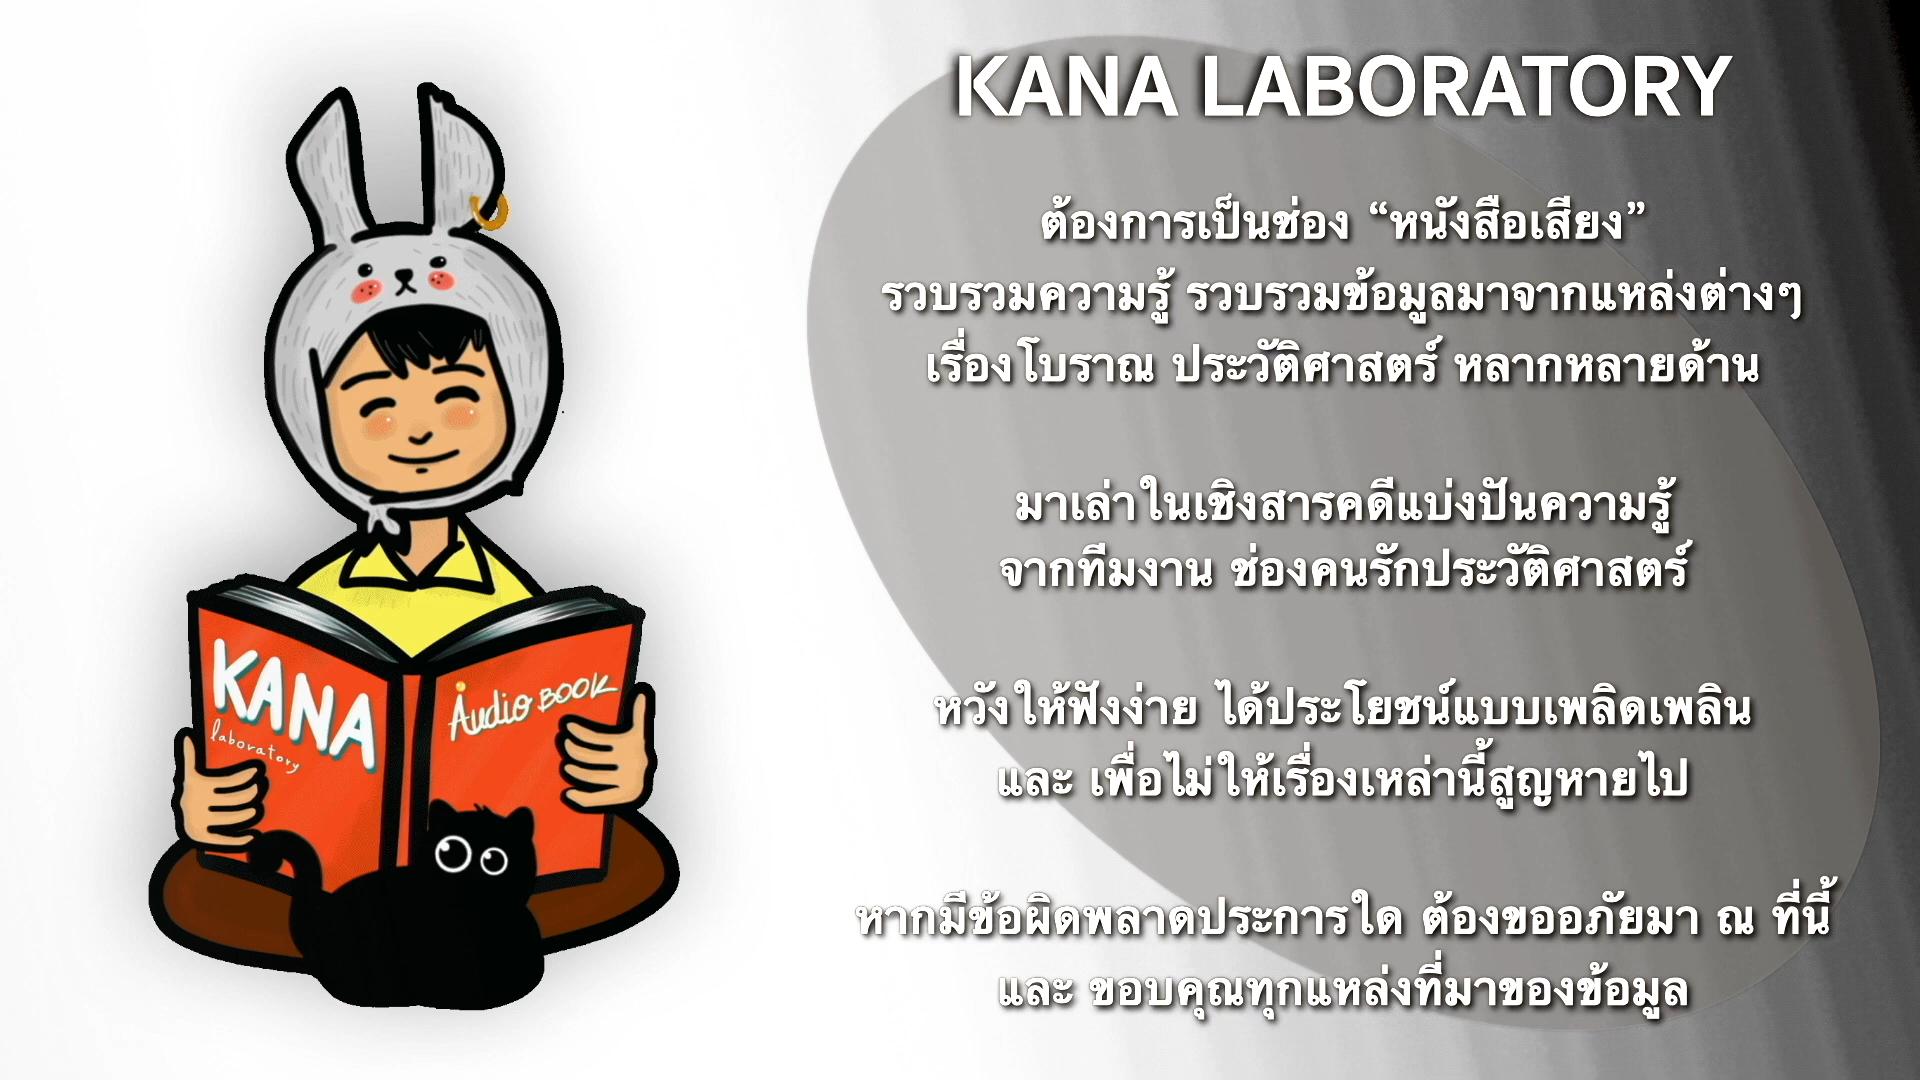 KANA LABORATORY
ต้องการเป็นช่อง “หนังสือเสียง”
รวบรวมความรู้ รวบรวมข้อมูลมาจากแหล่งต่างๆ
เรื่องโบราณ ประวัติศาสตร์ หลากหลายด้าน
มาเล่าในเชิงสารคดีแบ่งปันความรู้
จากทีมงาน ช่องคนรักประวัติศาสตร์
หวังให้ฟังง่าย ได้ประโยชน์แบบเพลิดเพลิน
และ เพื่อไม่ให้เรื่องเหล่านี้สูญหายไป
หากมีข้อผิดพลาดประการใด ต้องขออภัยมา ณ ที่นี้
และ ขอบคุณทุกแหล่งที่มาของข้อมูล
KANA
laboratory
Audio BOOK